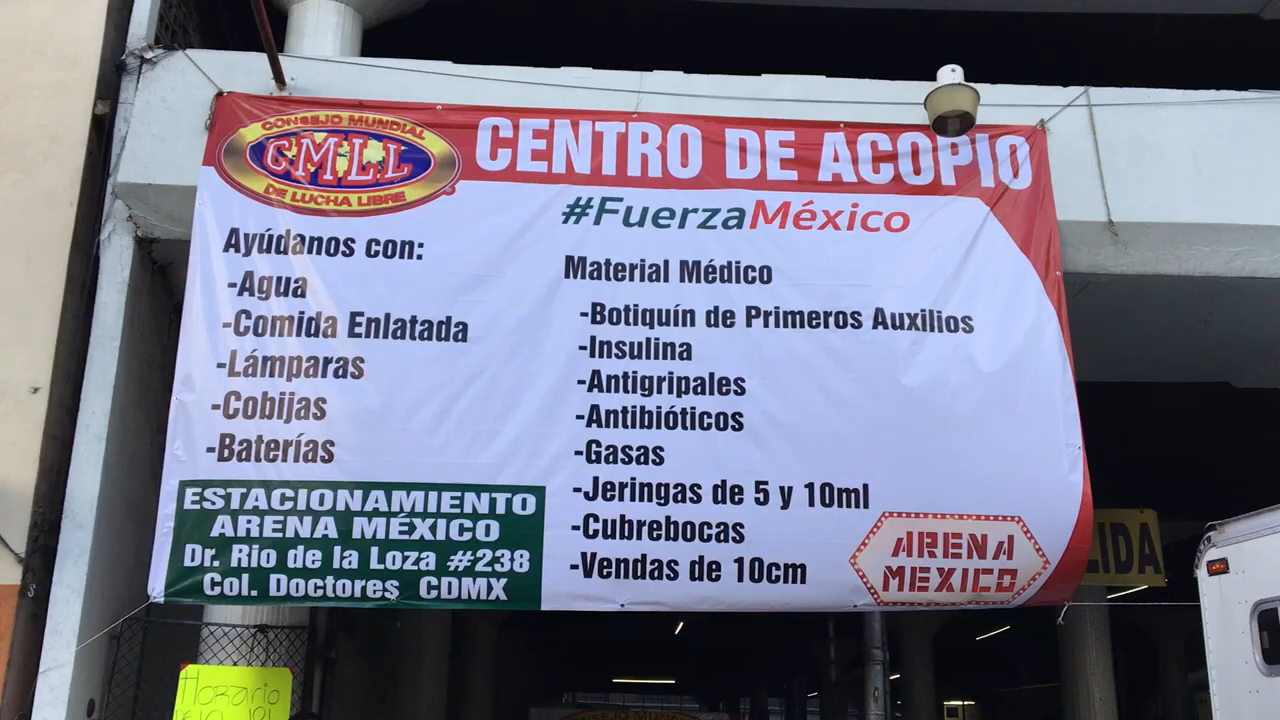 CONSEJO MUNDIAL
CMLL
DE LUCHA LIBRE
CENTRO DE ACOPIO
#FuerzaMéxico
Ayúdanos con:
-Agua
-Comida Enlatada
-Lámparas
-Cobijas
-Baterías
Material Médico
-Botiquín de Primeros Auxilios
-Insulina
-Antigripales
-Antibióticos
-Gasas
-Jeringas de 5 y 10ml
-Cubrebocas
-Vendas de 10cm
ESTACIONAMIENTO
ARENA MÉXICO
Dr. Rio de la Loza #238
Col. Doctores CDMX
ARENA
MEXICO
LIDA
Horario